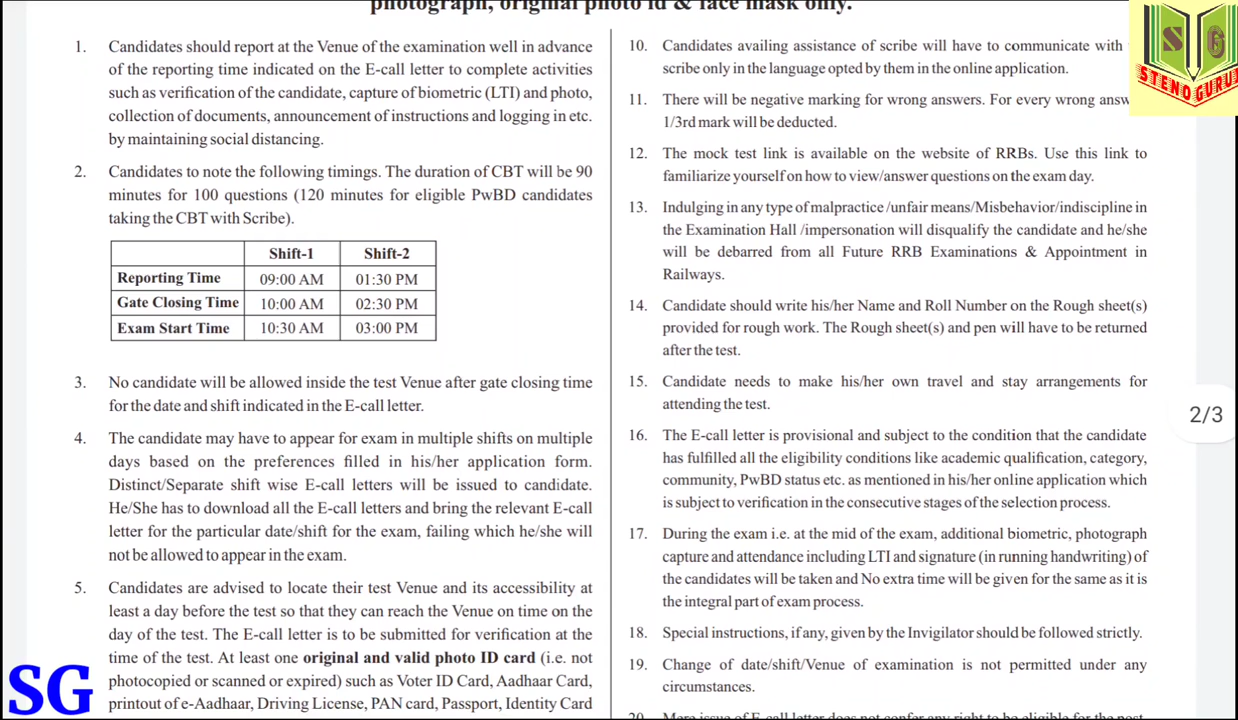 photograph, original photo id & face mask only.
1. Candidates should report at the Venue of the examination well in advance
of the reporting time indicated on the E-call letter to complete activities
such as verification of the candidate, capture of biometric (LTI) and photo,
collection of documents, announcement of instructions and logging in etc.
by maintaining social distancing.
2. Candidates to note the following timings. The duration of CBT will be 90
minutes for 100 questions (120 minutes for eligible PwBD candidates
taking the CBT with Scribe).
Shift-1 Shift-2
Reporting Time 09:00 AM 01:30 PM
Gate Closing Time 10:00 AM 02:30 PM
Exam Start Time 10:30 AM 03:00 PM
3. No candidate will be allowed inside the test Venue after gate closing time
for the date and shift indicated in the E-call letter.
4. The candidate may have to appear for exam in multiple shifts on multiple
days based on the preferences filled in his/her application form.
Distinct/Separate shift wise E-call letters will be issued to candidate.
He/She has to download all the E-call letters and bring the relevant E-call
letter for the particular date/shift for the exam, failing which he/she will
not be allowed to appear in the exam.
5. Candidates are advised to locate their test Venue and its accessibility at
least a day before the test so that they can reach the Venue on time on the
day of the test. The E-call letter is to be submitted for verification at the
time of the test. At least one original and valid photo ID card (i.e. not
photocopied or scanned or expired) such as Voter ID Card, Aadhaar Card,
printout of e-Aadhaar, Driving License, PAN card, Passport, Identity Card
10. Candidates availing assistance of scribe will have to communicate with
scribe only in the language opted by them in the online application.
11. There will be negative marking for wrong answers. For every wrong answ
1/3rd mark will be deducted.
12. The mock test link is available on the website of RRBs. Use this link to
familiarize yourself on how to view/answer questions on the exam day.
13. Indulging in any type of malpractice /unfair means/Misbehavior/indiscipline in
the Examination Hall /impersonation will disqualify the candidate and he/she
will be debarred from all Future RRB Examinations & Appointment in
Railways.
14. Candidate should write his/her Name and Roll Number on the Rough sheet(s)
provided for rough work. The Rough sheet(s) and pen will have to be returned
after the test.
15. Candidate needs to make his/her own travel and stay arrangements for
attending the test.
16. The E-call letter is provisional and subject to the condition that the candidate
has fulfilled all the eligibility conditions like academic qualification, category,
community, PwBD status etc. as mentioned in his/her online application which
is subject to verification in the consecutive stages of the selection process.
17. During the exam i.e. at the mid of the exam, additional biometric, photograph
capture and attendance including LTI and signature (in running handwriting) of
the candidates will be taken and No extra time will be given for the same as it is
the integral part of exam process.
18. Special instructions, if any, given by the Invigilator should be followed strictly.
19. Change of date/shift/Venue of examination is not permitted under any
circumstances.
20. Mere issue of E-call letter does not confer any right to be eligible for the post
S G
STENO GURUJI
2/3
SG